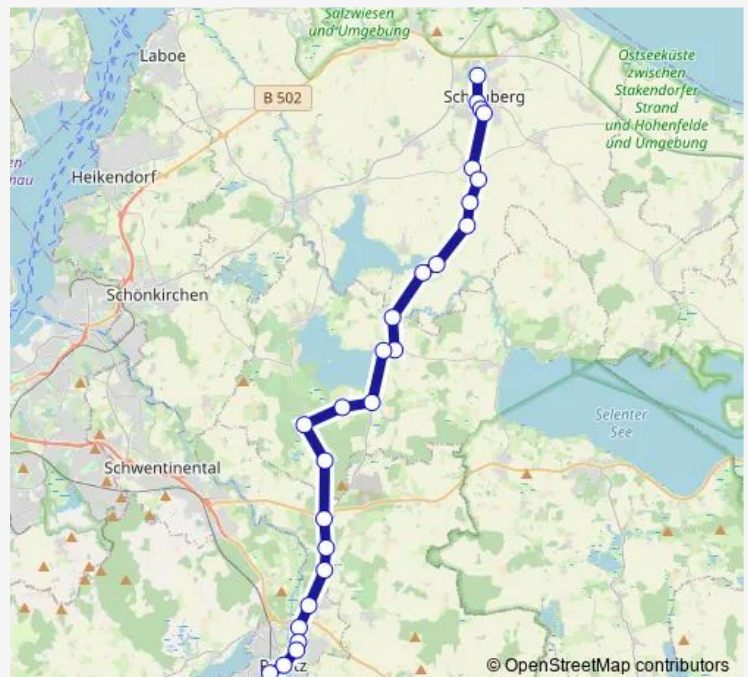 Salzwiesen
und Umgebung
Laboe
B 502
Ostseeküste
zwischen
Stakendorfer
Strand
und Hohenfelde
und Umgebung
Heikendorf
Schönkirchen
Selenter
See
Schwentinental
© OpenStreetMap contributors